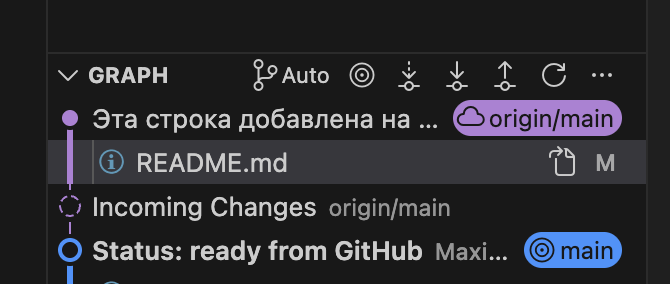 GRAPH Auto
Эта строка добавлена на ... origin/main
README.md M
Incoming Changes origin/main
Status: ready from GitHub Maxi... main